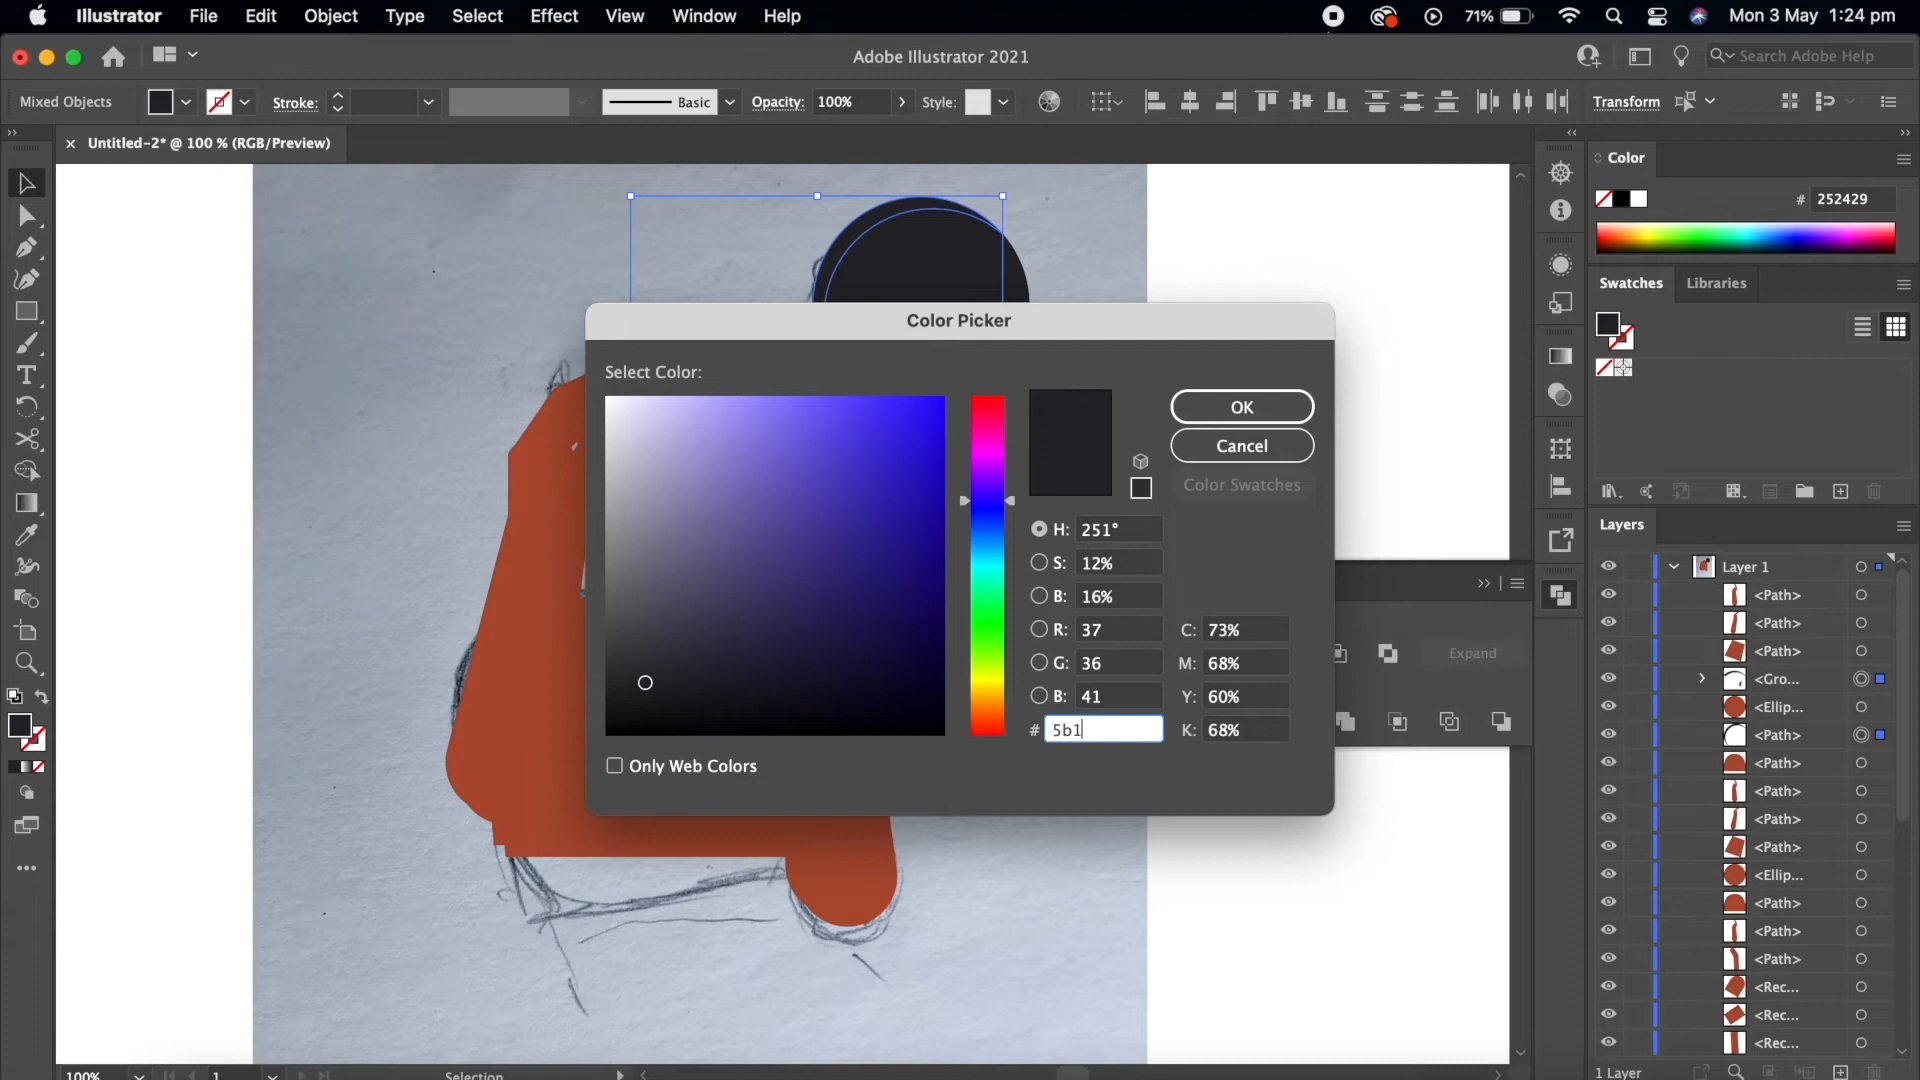 Illustrator File Edit Object Type Select Effect View Window Help 71% Mon 3 May 1:24 pm
Adobe Illustrator 2021 Search Adobe Help
Mixed Objects Stroke: Basic Opacity: 100% Style: Transform
× Untitled-2* @ 100 % (RGB/Preview)
Color
# 252429
Swatches Libraries
Color Picker
Select Color:
OK
Cancel
Color Swatches
H: 251°
S: 12%
B: 16%
R: 37 C: 73%
G: 36 M: 68%
B: 41 Y: 60%
# 5b1 K: 68%
Only Web Colors
Expand
Layers
Layer 1
<Path>
<Path>
<Path>
<Gro...
<Ellip...
<Path>
<Path>
<Path>
<Path>
<Path>
<Ellip...
<Path>
<Path>
<Path>
<Rec...
<Rec...
<Rec...
1 Layer
100% 1 Selection